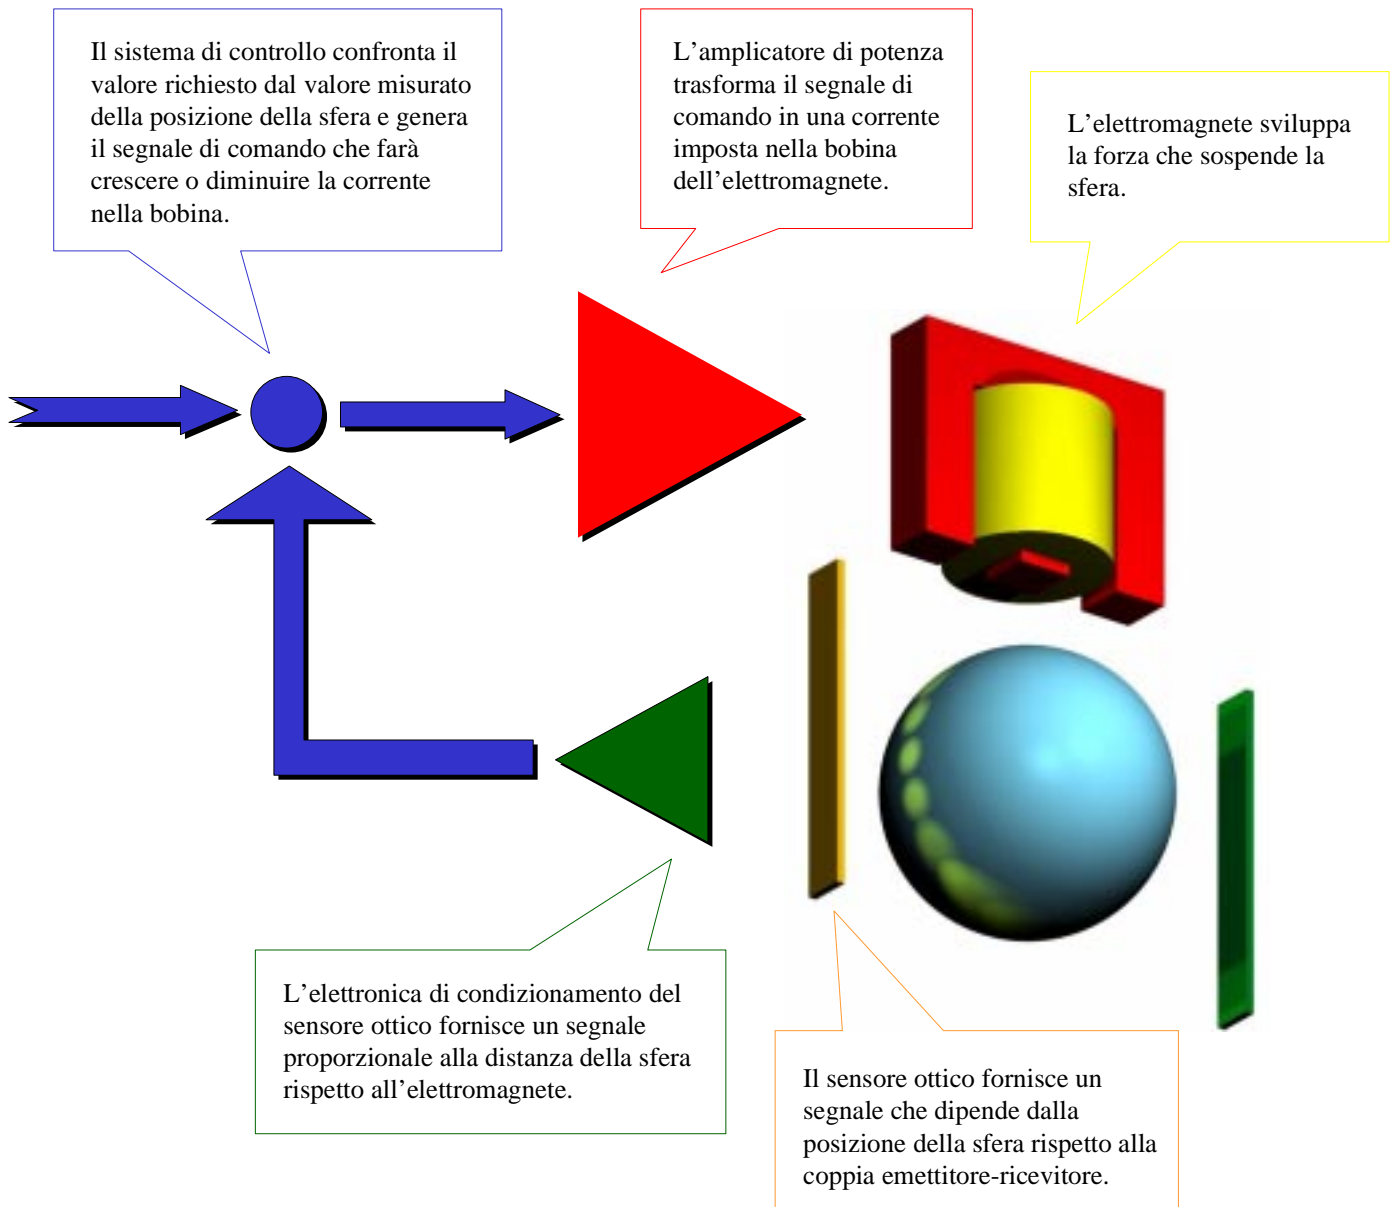 Il sistema di controllo confronta il
valore richiesto dal valore misurato
della posizione della sfera e genera
il segnale di comando che farà
crescere o diminuire la corrente
nella bobina.
L’amplicatore di potenza
trasforma il segnale di
comando in una corrente
imposta nella bobina
dell’elettromagnete.
L’elettromagnete sviluppa
la forza che sospende la
sfera.
L’elettronica di condizionamento del
sensore ottico fornisce un segnale
proporzionale alla distanza della sfera
rispetto all’elettromagnete.
Il sensore ottico fornisce un
segnale che dipende dalla
posizione della sfera rispetto alla
coppia emettitore-ricevitore.